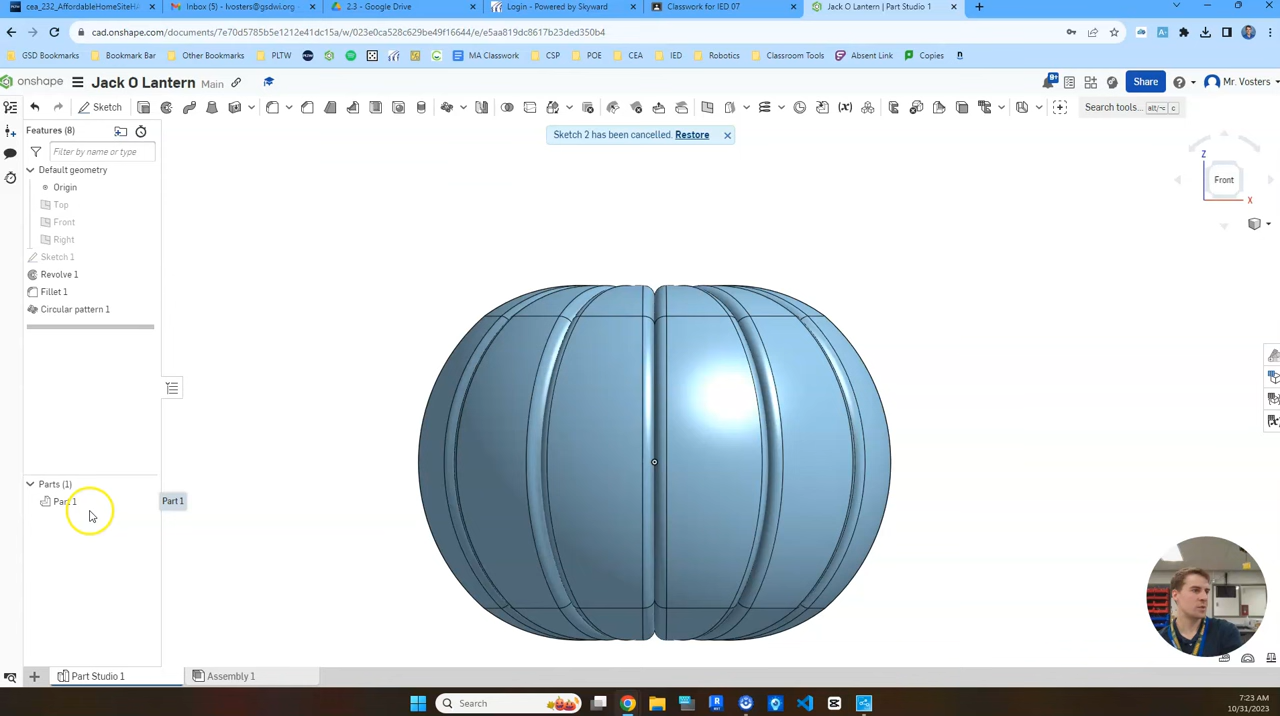 cea_232_AffordableHomeSiteHA
Inbox (5) - lvosters@gsdwi.org
2.3 - Google Drive
Login - Powered by Skyward
Classwork for IED 07
Jack O Lantern | Part Studio 1
cad.onshape.com/documents/7e70d5785b5e1212e41dc15a/w/023e0ca528c629be49f16644/e/e5aa819dc8617b23ded350b4
GSD Bookmarks
Bookmark Bar
Other Bookmarks
PLTW
MA Classwork
CSP
POE
CEA
IED
Robotics
Classroom Tools
Absent Link
Copies
onshape
Jack O Lantern
Main
9+
Share
Mr. Vosters
Sketch
Search tools...
alt/⌥
c
Features (8)
Sketch 2 has been cancelled. Restore
Filter by name or type
Default geometry
Origin
Top
Front
Right
Sketch 1
Revolve 1
Fillet 1
Circular pattern 1
Z
Front
X
Parts (1)
Part 1
Part 1
Part Studio 1
Assembly 1
Search
7:23 AM
10/31/2023